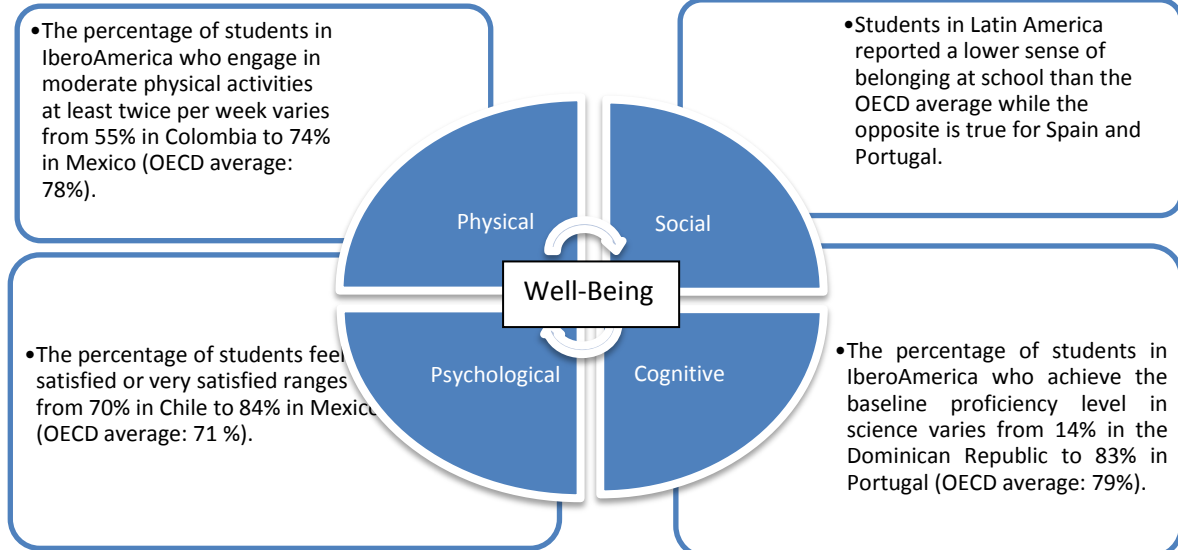 •The percentage of students in
IberoAmerica who engage in
moderate physical activities
at least twice per week varies
from 55% in Colombia to 74%
in Mexico (OECD average:
78%).
•Students in Latin America
reported a lower sense of
belonging at school than the
OECD average while the
opposite is true for Spain and
Portugal.
Physical
Social
Well-Being
Psychological
Cognitive
•The percentage of students feel
satisfied or very satisfied ranges
from 70% in Chile to 84% in Mexico
(OECD average: 71 %).
•The percentage of students in
IberoAmerica who achieve the
baseline proficiency level in
science varies from 14% in the
Dominican Republic to 83% in
Portugal (OECD average: 79%).